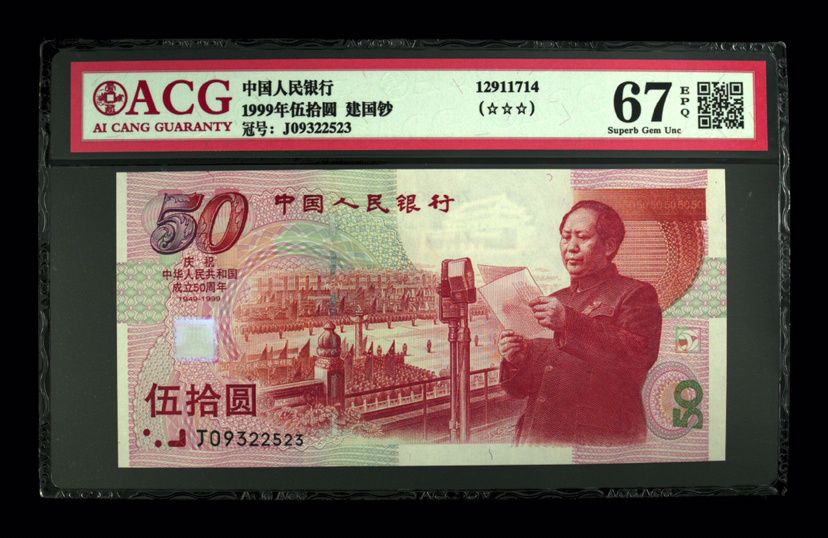 ACG
AI CANG GUARANTY
中国人民银行
1999年伍拾圆 建国钞
冠号: J09322523
12911714
(☆☆☆)
67
EPQ
Superb Gem Unc
50
中国人民银行
庆祝
中华人民共和国
成立50周年
1949-1999
伍拾圆
J09322523
50